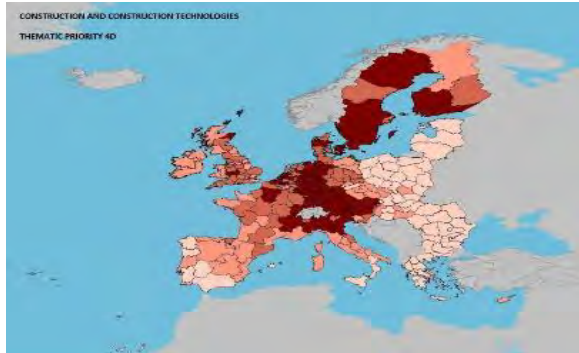 CONSTRUCTION AND CONSTRUCTION TECHNOLOGIES
THEMATIC PRIORITY 4D